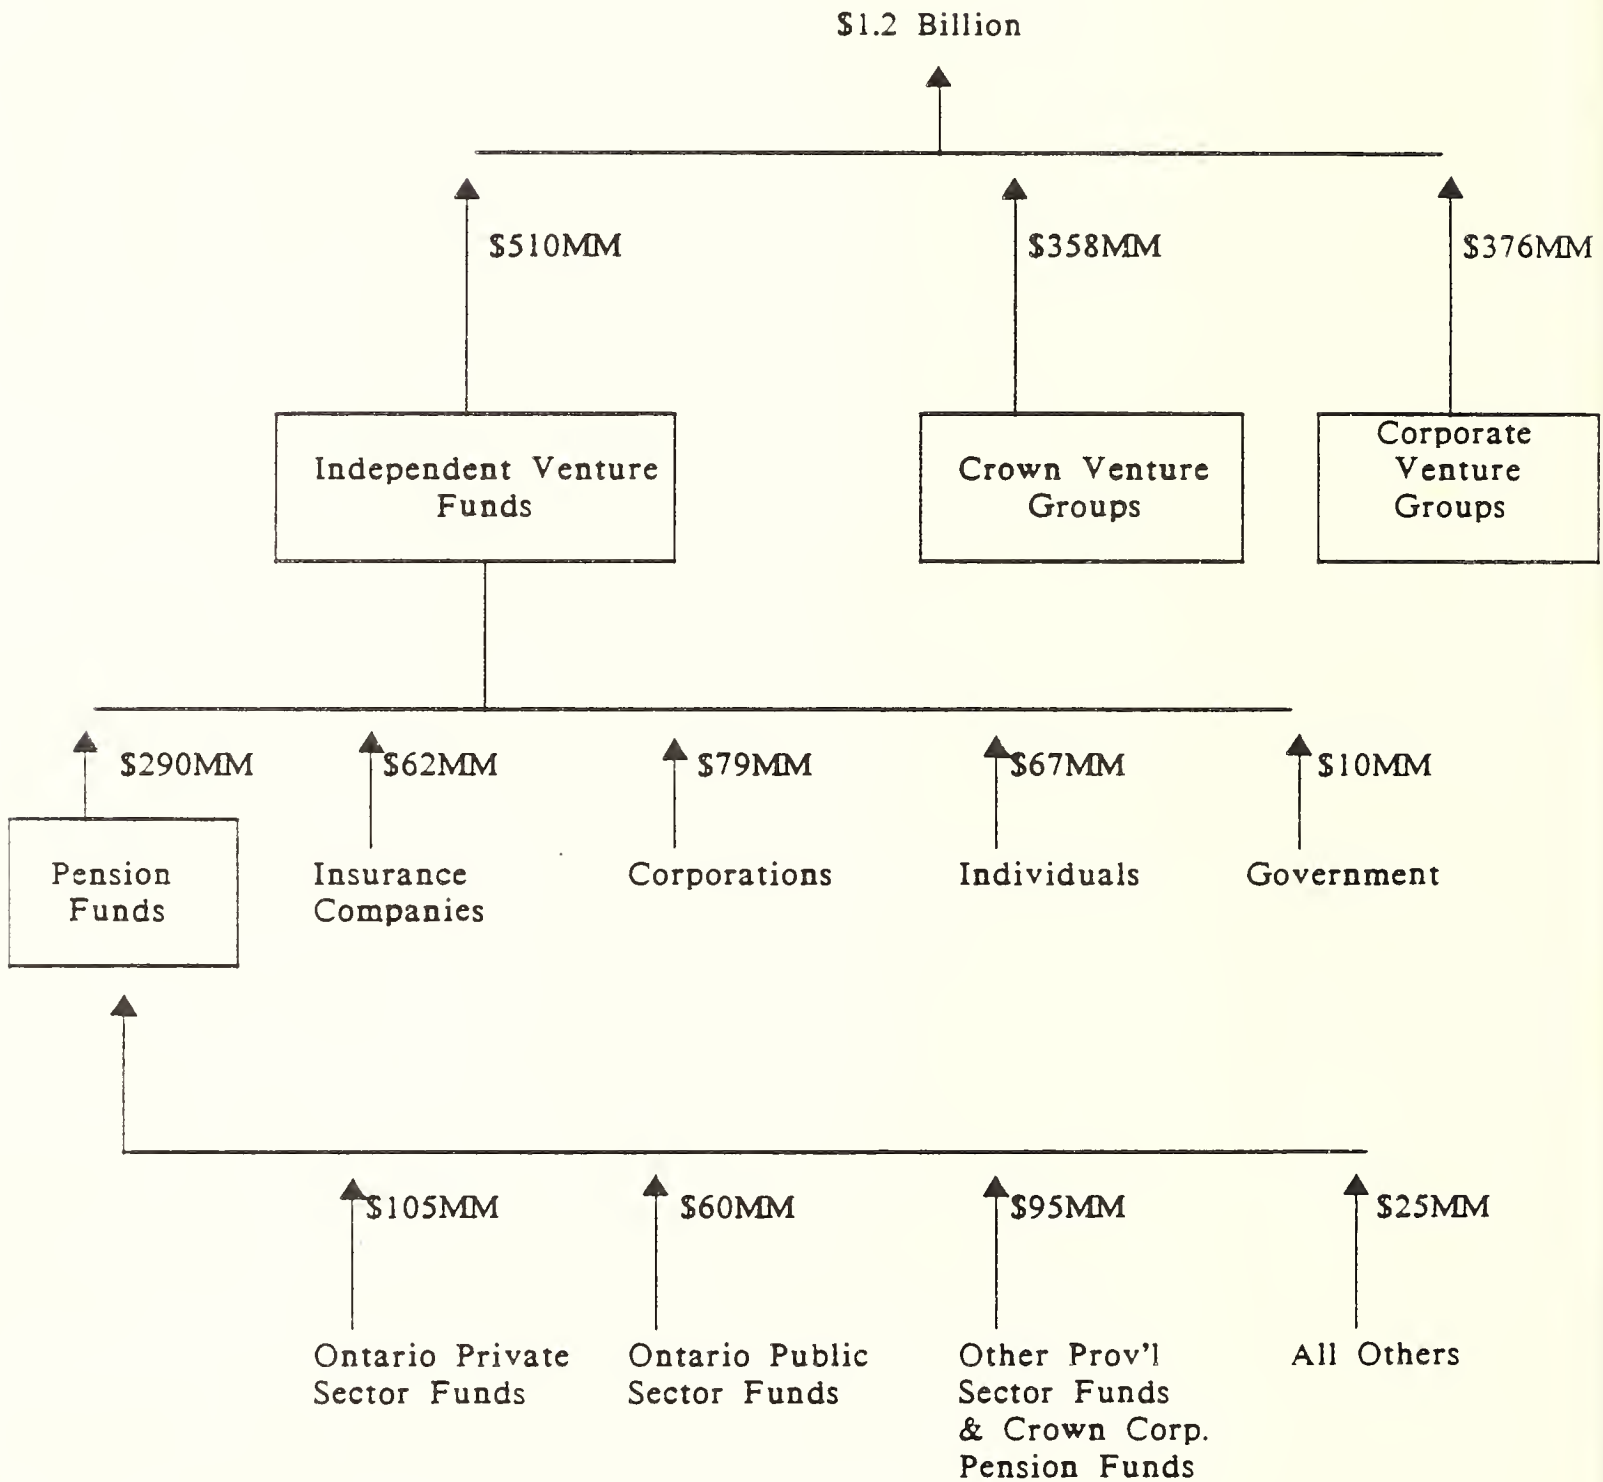 $1.2 Billion
$510MM
$358MM
$376MM
Independent Venture
Funds
Crown Venture
Groups
Corporate
Venture
Groups
$290MM
$62MM
$79MM
$67MM
$10MM
Pension
Funds
Insurance
Companies
Corporations
Individuals
Government
$105MM
$60MM
$95MM
$25MM
Ontario Private
Sector Funds
Ontario Public
Sector Funds
Other Prov'l
Sector Funds
& Crown Corp.
Pension Funds
All Others